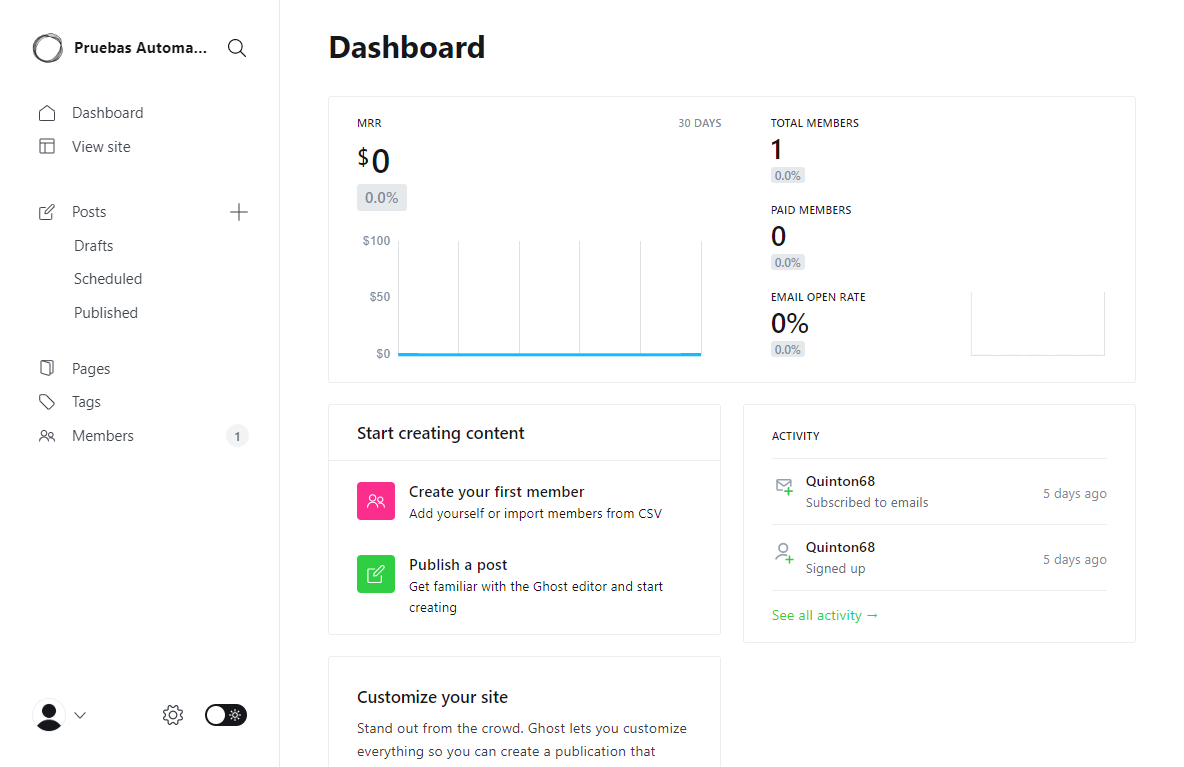 Pruebas Automa...
Dashboard
View site
Posts
Drafts
Scheduled
Published
Pages
Tags
Members
1
Dashboard
MRR
30 DAYS
$0
0.0%
$100
$50
$0
TOTAL MEMBERS
1
0.0%
PAID MEMBERS
0
0.0%
EMAIL OPEN RATE
0%
0.0%
Start creating content
Create your first member
Add yourself or import members from CSV
Publish a post
Get familiar with the Ghost editor and start
creating
ACTIVITY
Quinton68
Subscribed to emails
5 days ago
Quinton68
Signed up
5 days ago
See all activity →
Customize your site
Stand out from the crowd. Ghost lets you customize
everything so you can create a publication that